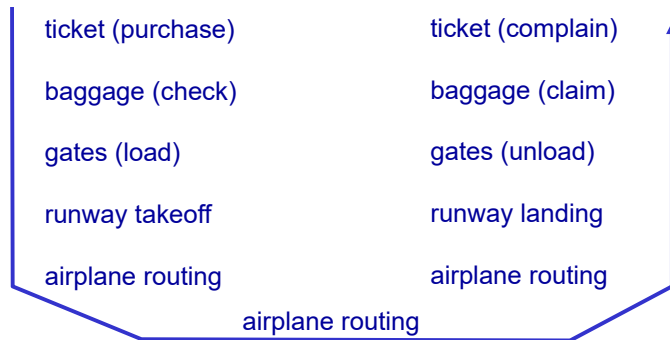 ticket (purchase)
ticket (complain)
baggage (check)
baggage (claim)
gates (load)
gates (unload)
runway takeoff
runway landing
airplane routing
airplane routing
airplane routing